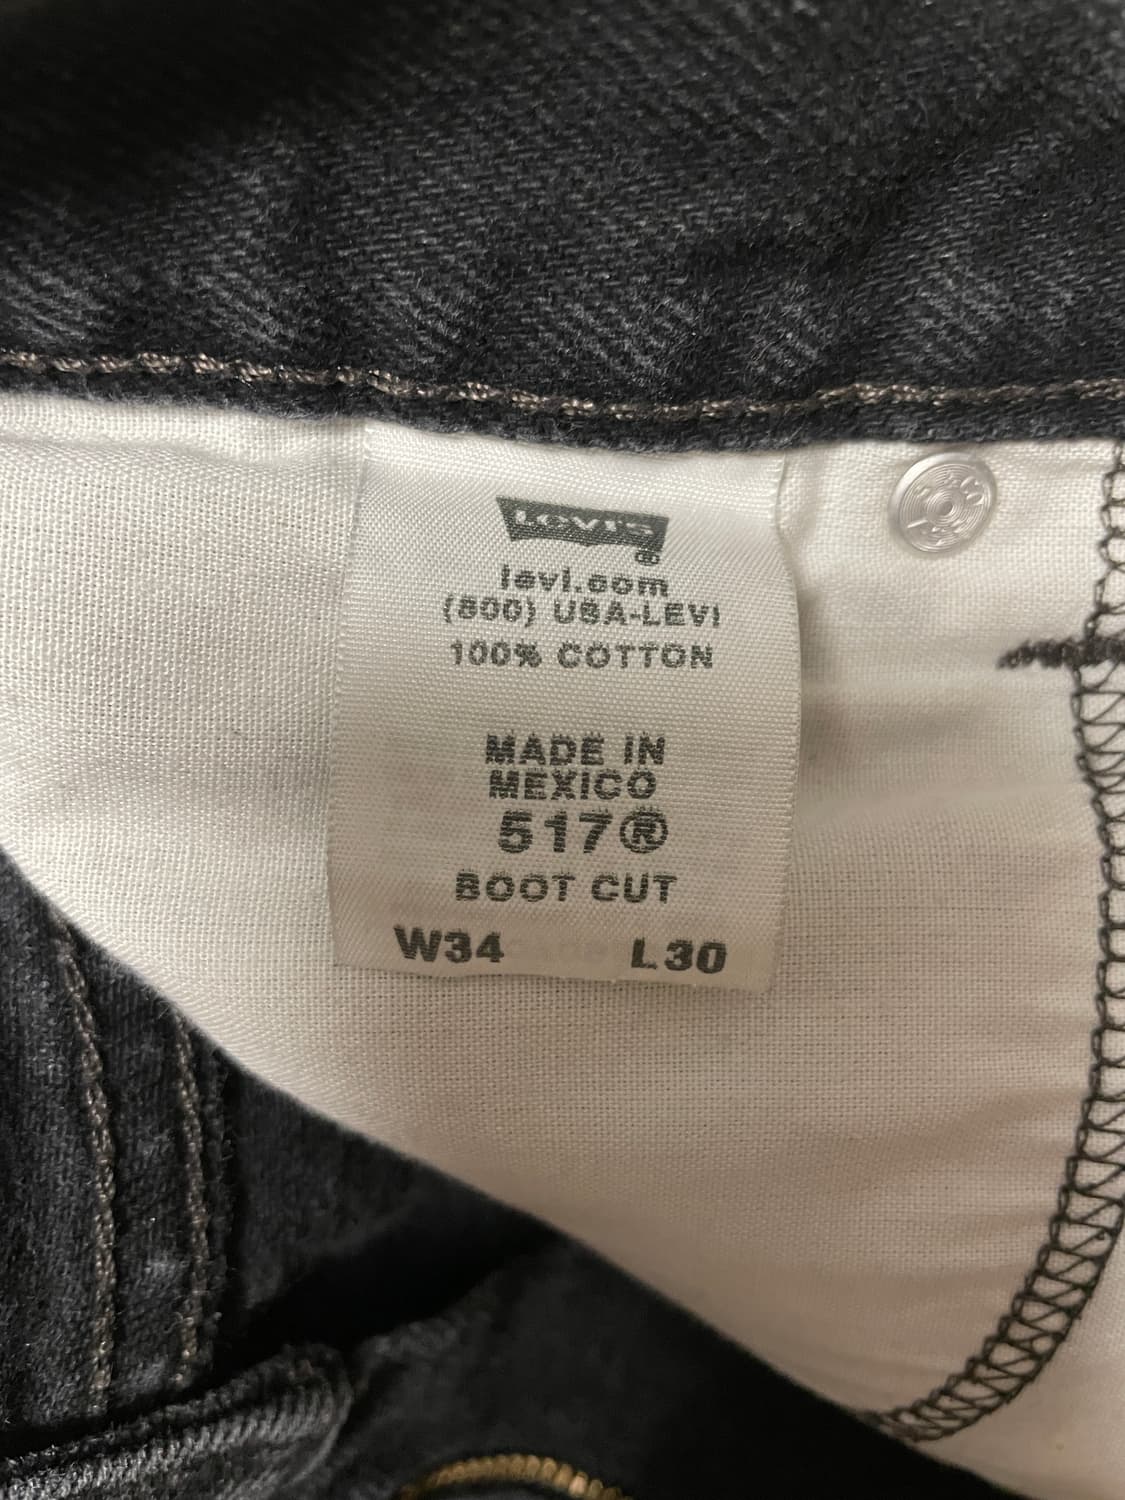 Levi's ®
levi.com
(800) USA-LEVI
100% COTTON
MADE IN
MEXICO
517®
BOOT CUT
W34 L30